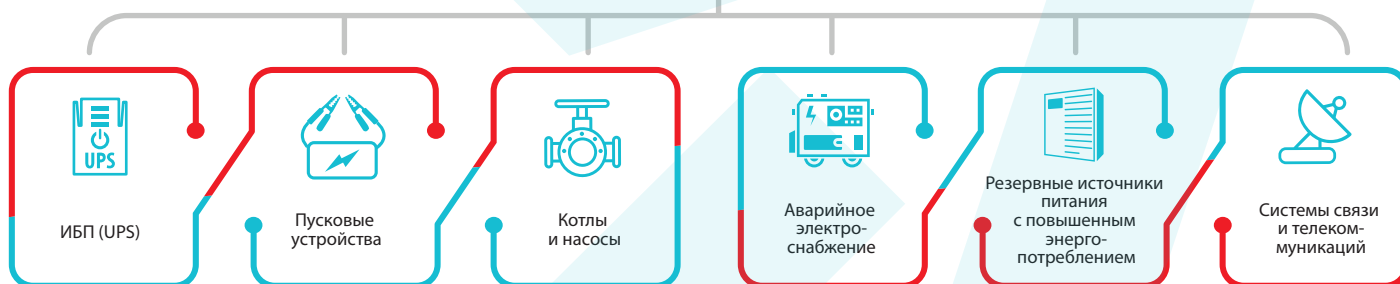 UPS
ИБП (UPS)
Пусковые
устройства
Котлы
и насосы
Аварийное
электро-
снабжение
Резервные источники
питания
с повышенным
энерго-
потреблением
Системы связи
и телеком-
муникаций